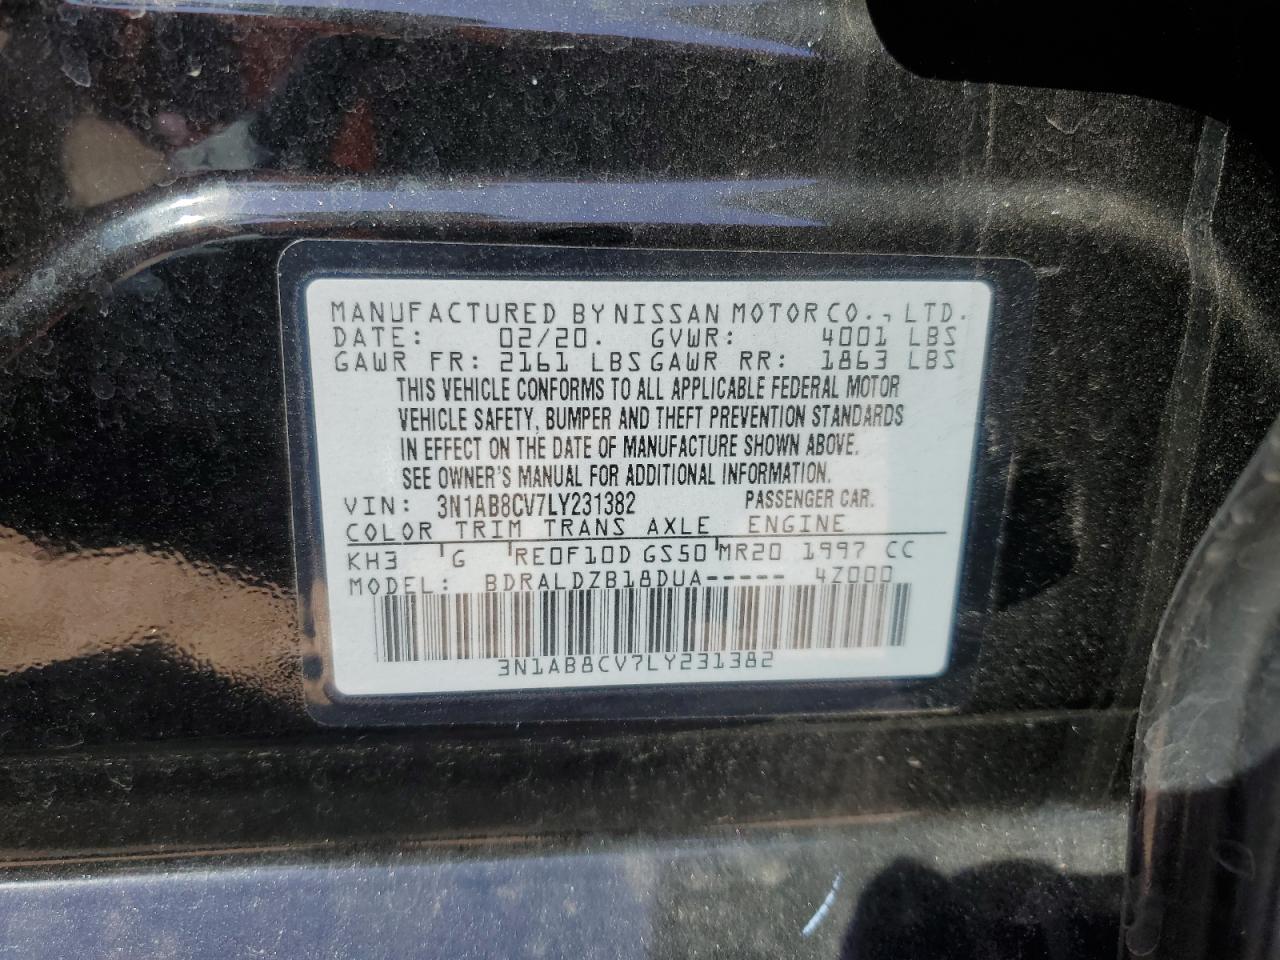 MANUFACTURED BY NISSAN MOTOR CO., LTD.
DATE: 02/20. GVWR: 4001 LBS
GAWR FR: 2161 LBS GAWR RR: 1863 LBS
THIS VEHICLE CONFORMS TO ALL APPLICABLE FEDERAL MOTOR
VEHICLE SAFETY, BUMPER AND THEFT PREVENTION STANDARDS
IN EFFECT ON THE DATE OF MANUFACTURE SHOWN ABOVE.
SEE OWNER'S MANUAL FOR ADDITIONAL INFORMATION.
VIN: 3N1AB8CV7LY231382 PASSENGER CAR.
COLOR TRIM TRANS AXLE ENGINE
KH3 G RE0F10D GS50 MR20 1997 CC
MODEL: BDRALDZB18DUA----- 4Z000
3N1AB8CV7LY231382